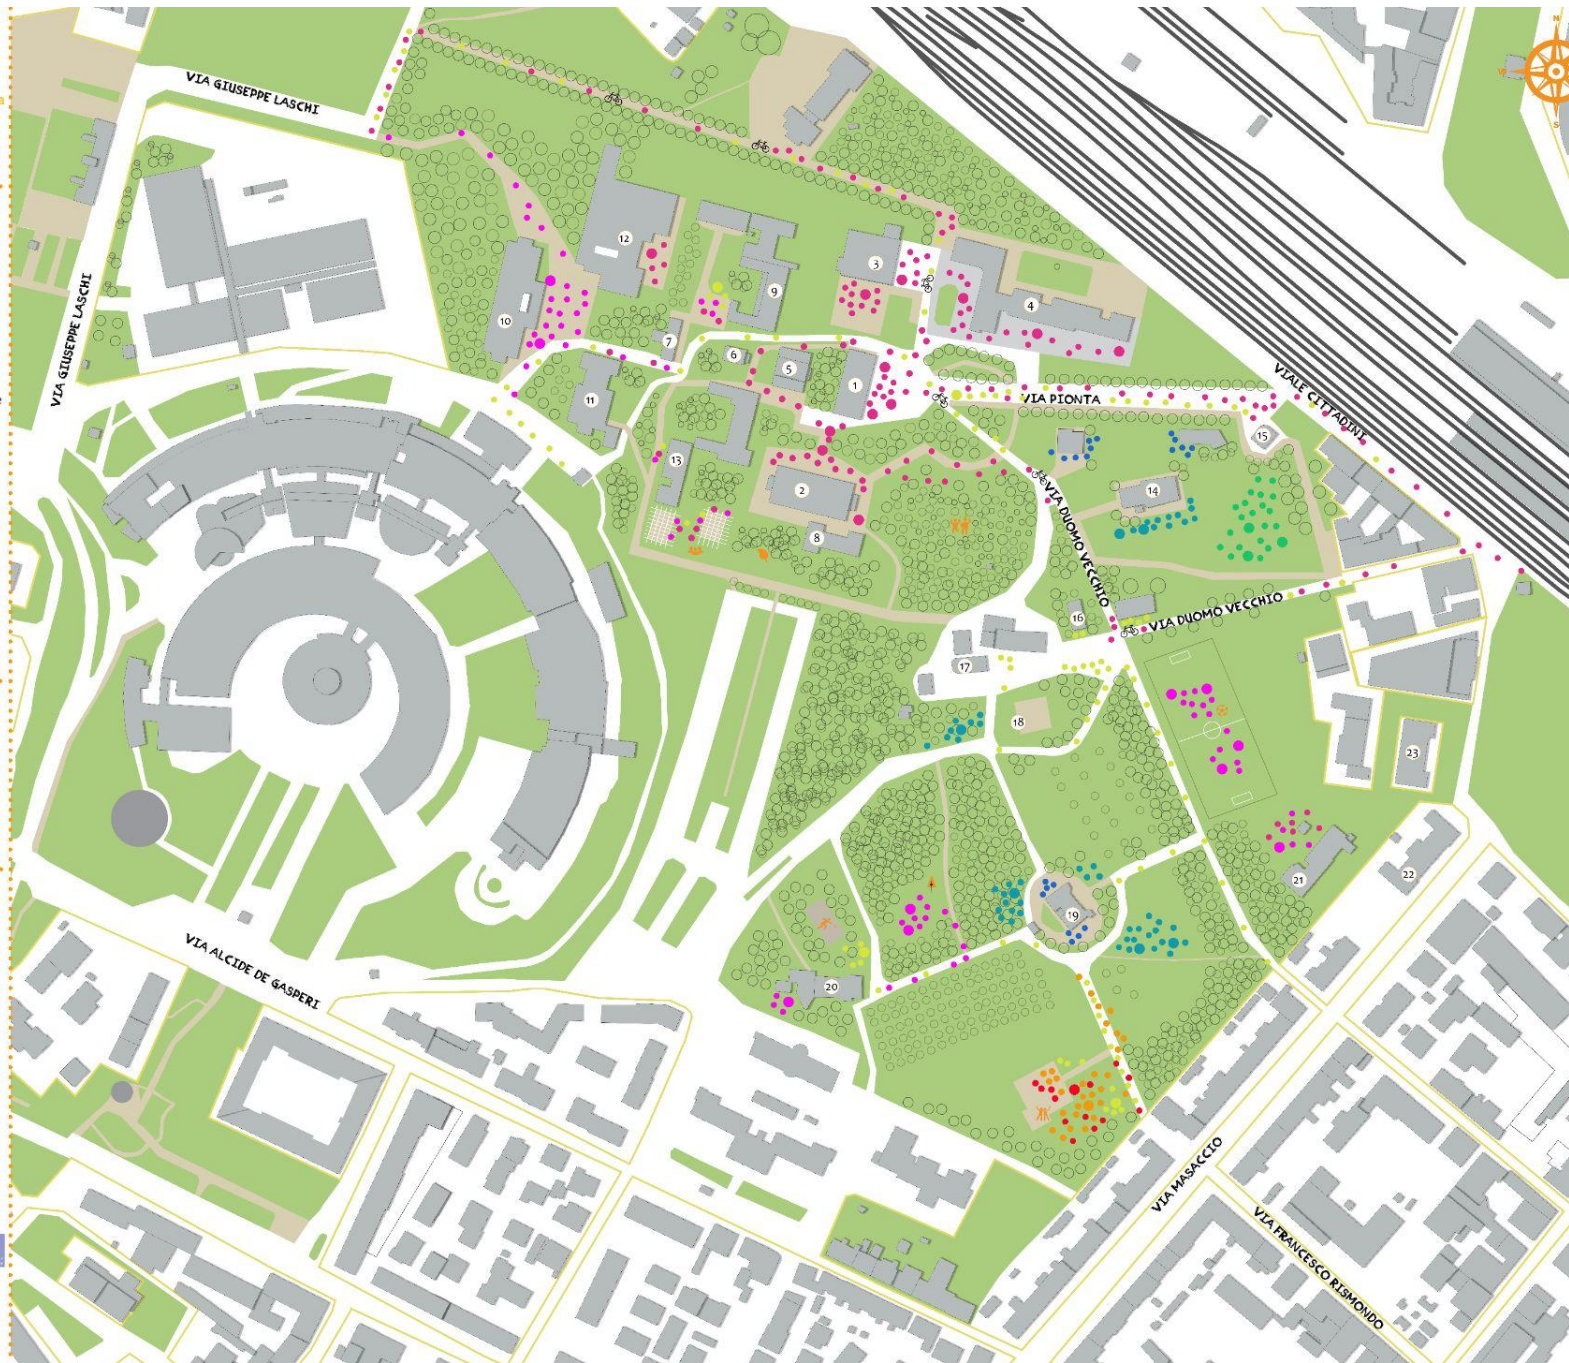 N
VIA GIUSEPPE LASCHI
12
3
9
4
10
7
6
5
1
11
VIA GIUSEPPE LASCHI
VIALE CITTADINI
VIA PIONTA
15
13
2
14
8
VIA DUOMO VECCHIO
VIA DUOMO VECCHIO
16
17
18
23
21
22
19
20
VIA ALCIDE DE GASPERI
VIA MASACCIO
VIA FRANCESCO RISMONDO